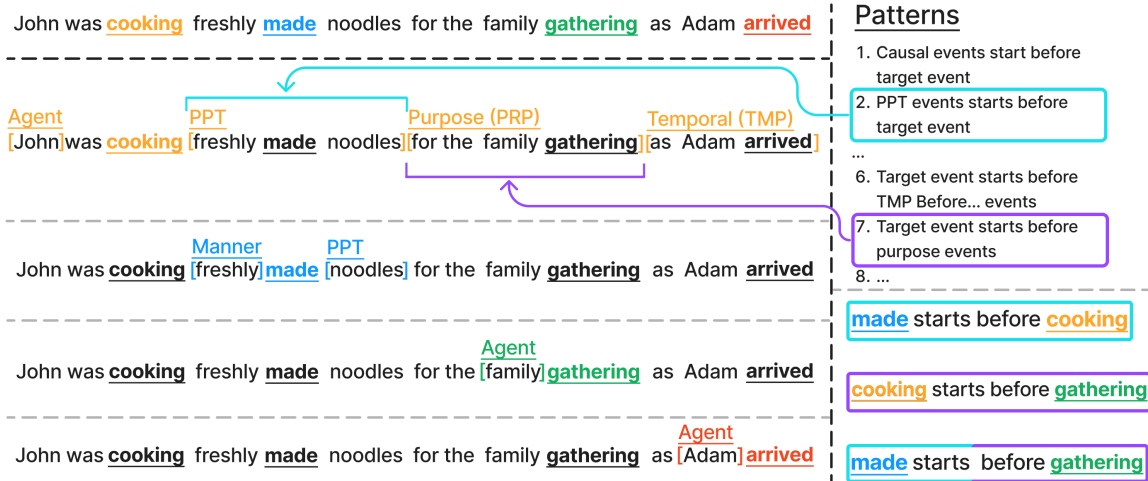 John was cooking freshly made noodles for the family gathering as Adam arrived
Agent PPT Purpose (PRP) Temporal (TMP)
[John] was cooking [freshly made noodles][for the family gathering][as Adam arrived]
Manner PPT
John was cooking [freshly] made [noodles] for the family gathering as Adam arrived
Agent
John was cooking freshly made noodles for the [family] gathering as Adam arrived
Agent
John was cooking freshly made noodles for the family gathering as [Adam] arrived
Patterns
1. Causal events start before
target event
2. PPT events starts before
target event
...
6. Target event starts before
TMP Before... events
7. Target event starts before
purpose events
8. ...
made starts before cooking
cooking starts before gathering
made starts before gathering